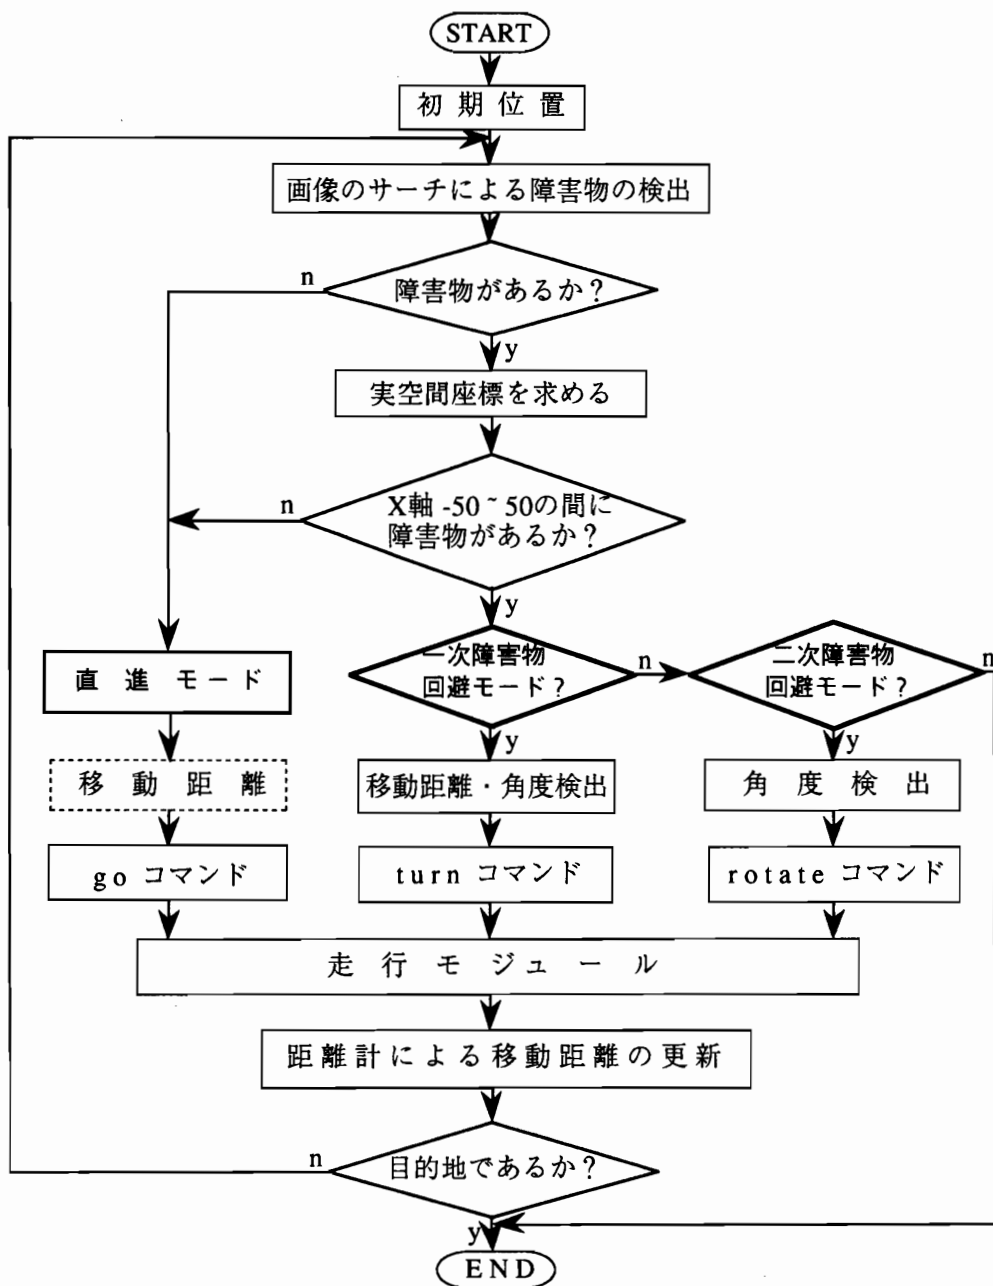 START
初期位置
画像のサーチによる障害物の検出
n
障害物があるか?
y
実空間座標を求める
n
X軸 -50 ~ 50の間に
障害物があるか?
y
一次障害物
回避モード?
n
二次障害物
回避モード?
n
直進モード
y
y
移動距離
移動距離・角度検出
角度検出
go コマンド
turn コマンド
rotate コマンド
走行モジュール
距離計による移動距離の更新
n
目的地であるか?
y
END